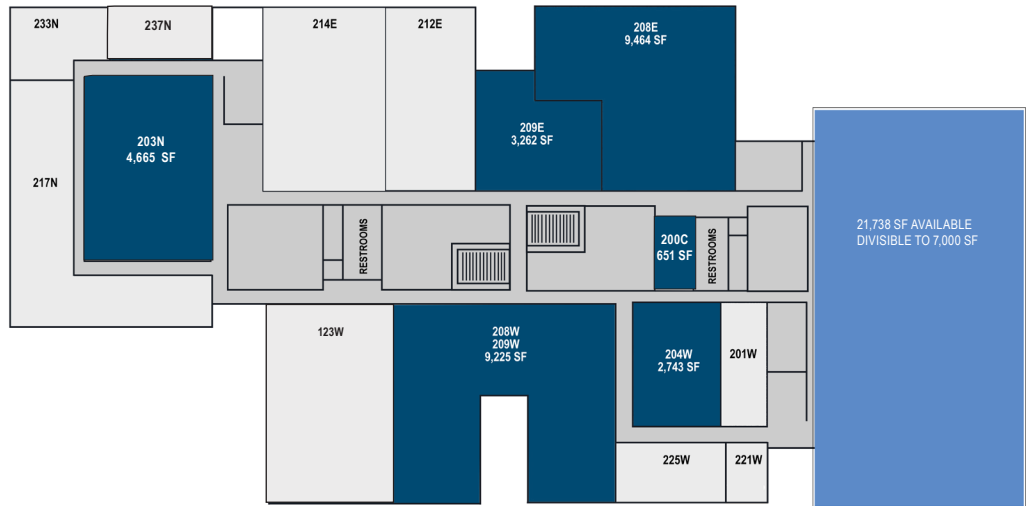 233N
237N
214E
212E
208E
9,464 SF
203N
4,665 SF
209E
3,262 SF
217N
21,738 SF AVAILABLE
DIVISIBLE TO 7,000 SF
RESTROOMS
200C
651 SF
RESTROOMS
123W
208W
209W
9,225 SF
204W
2,743 SF
201W
225W
221W